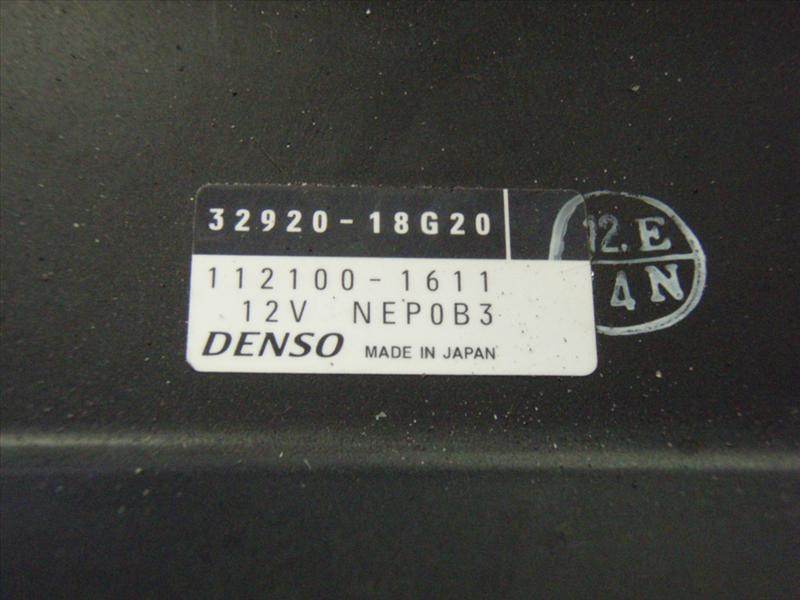 32920-18G20
112100-1611
12V NEP0B3
DENSO MADE IN JAPAN
12.E
4N